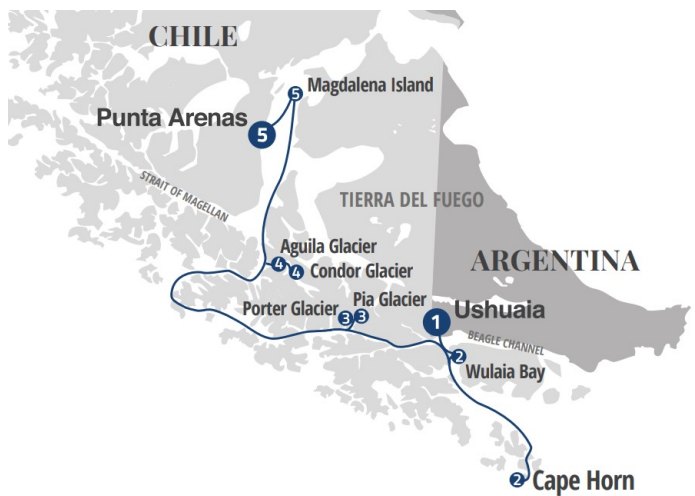 CHILE
5
Magdalena Island
Punta Arenas
5
STRAIT OF MAGELLAN
TIERRA DEL FUEGO
Aguila Glacier
4
4
Condor Glacier
ARGENTINA
Pia Glacier
Porter Glacier
3
3
1
Ushuaia
BEAGLE CHANNEL
2
Wulaia Bay
2
Cape Horn